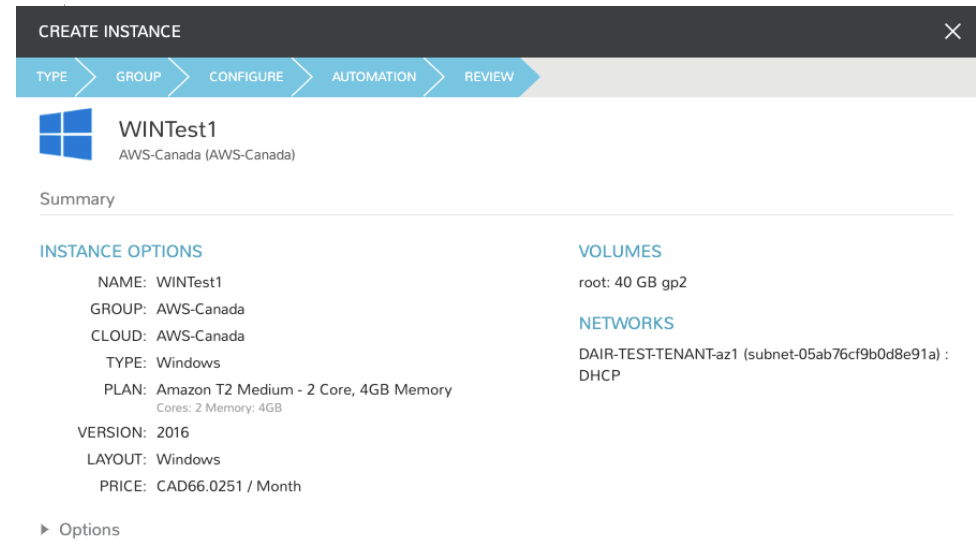 CREATE INSTANCE
TYPE GROUP CONFIGURE AUTOMATION REVIEW
WINTest1
AWS-Canada (AWS-Canada)
Summary
INSTANCE OPTIONS
NAME: WINTest1
GROUP: AWS-Canada
CLOUD: AWS-Canada
TYPE: Windows
PLAN: Amazon T2 Medium - 2 Core, 4GB Memory
Cores: 2 Memory: 4GB
VERSION: 2016
LAYOUT: Windows
PRICE: CAD66.0251 / Month
VOLUMES
root: 40 GB gp2
NETWORKS
DAIR-TEST-TENANT-az1 (subnet-05ab76cf9b0d8e91a) :
DHCP
Options